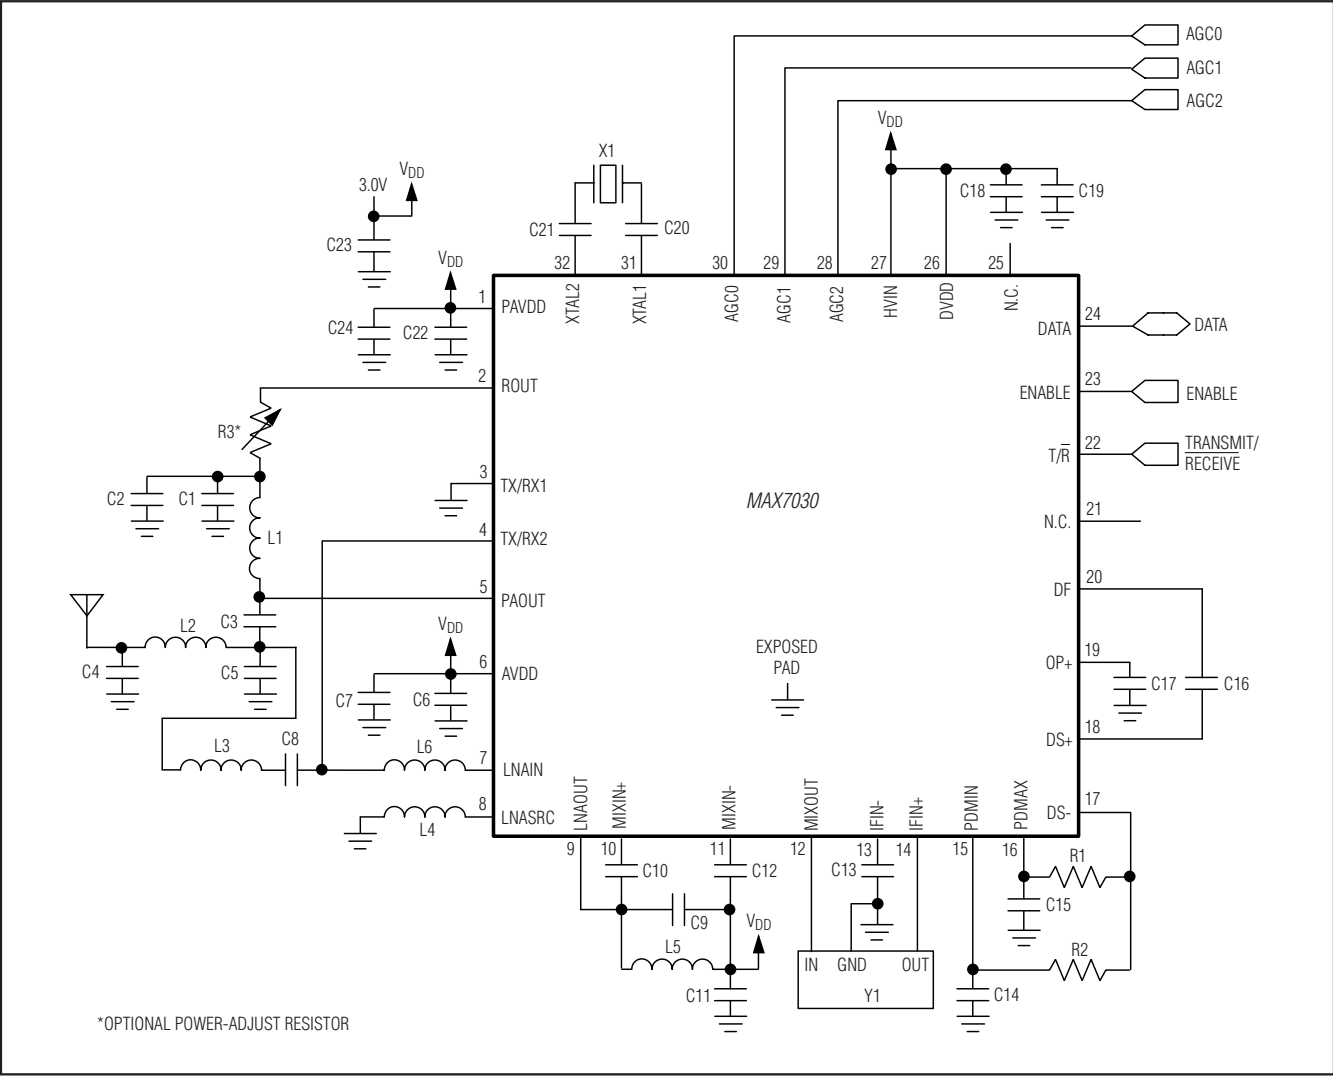 AGC0
AGC1
AGC2
VDD
X1
VDD
3.0V
C18
C19
C21
C20
C23
VDD
32
31
30
29
28
27
26
25
1
PAVDD
XTAL2
XTAL1
AGC0
AGC1
AGC2
HVIN
DVDD
N.C.
24
DATA
DATA
C24
C22
2
ROUT
23
ENABLE
ENABLE
R3*
22
T/R
TRANSMIT/
RECEIVE
3
TX/RX1
C2
C1
MAX7030
21
N.C.
4
TX/RX2
L1
20
DF
5
PAOUT
C3
L2
VDD
C4
C5
EXPOSED
PAD
19
OP+
6
AVDD
C17
C16
C7
C6
18
DS+
L3
C8
L6
7
LNAIN
8
LNASRC
L4
LNAOUT
MIXIN+
MIXIN-
MIXOUT
IFIN-
IFIN+
PDMIN
PDMAX
17
DS-
9
10
11
12
13
14
15
16
C10
C12
C13
R1
C9
VDD
C15
L5
IN
GND
OUT
R2
C11
Y1
C14
*OPTIONAL POWER-ADJUST RESISTOR